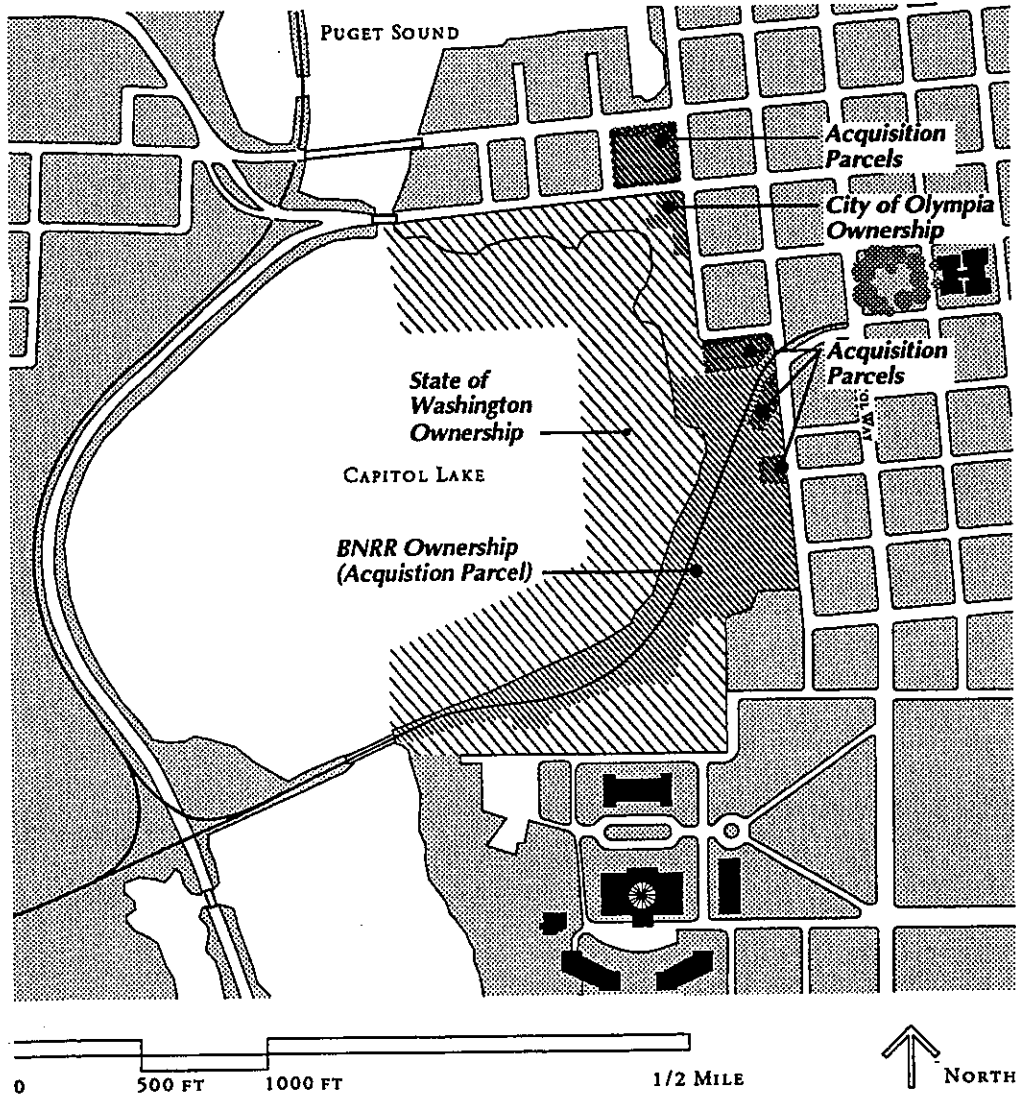 PUGET SOUND
Acquisition
Parcels
City of Olympia
Ownership
Acquisition
Parcels
State of
Washington
Ownership
WAY
CAPITOL LAKE
BNRR Ownership
(Acquistion Parcel)
0 500 FT 1000 FT 1/2 MILE NORTH